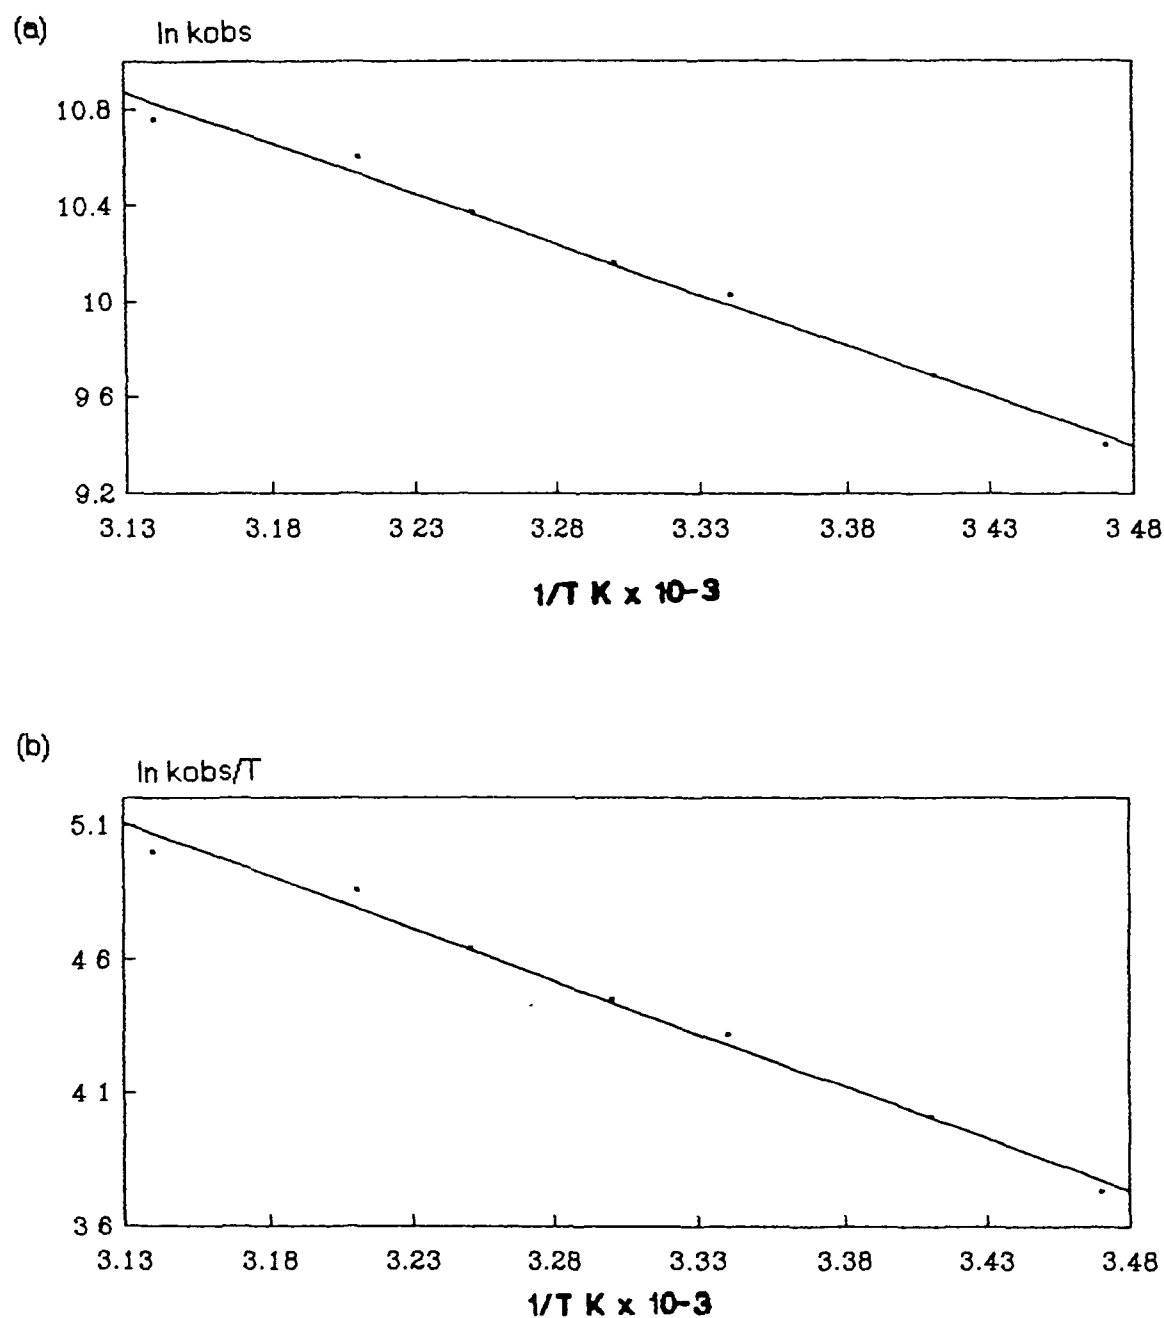 (a)
ln kobs
10.8
10.4
10
9 6
9.2
3.13 3.18 3.23 3.28 3.33 3.38 3 43 3 48
1/T K x 10-3
(b)
ln kobs/T
5.1
4 6
4 1
3 6
3.13 3.18 3.23 3.28 3.33 3.38 3.43 3.48
1/T K x 10-3